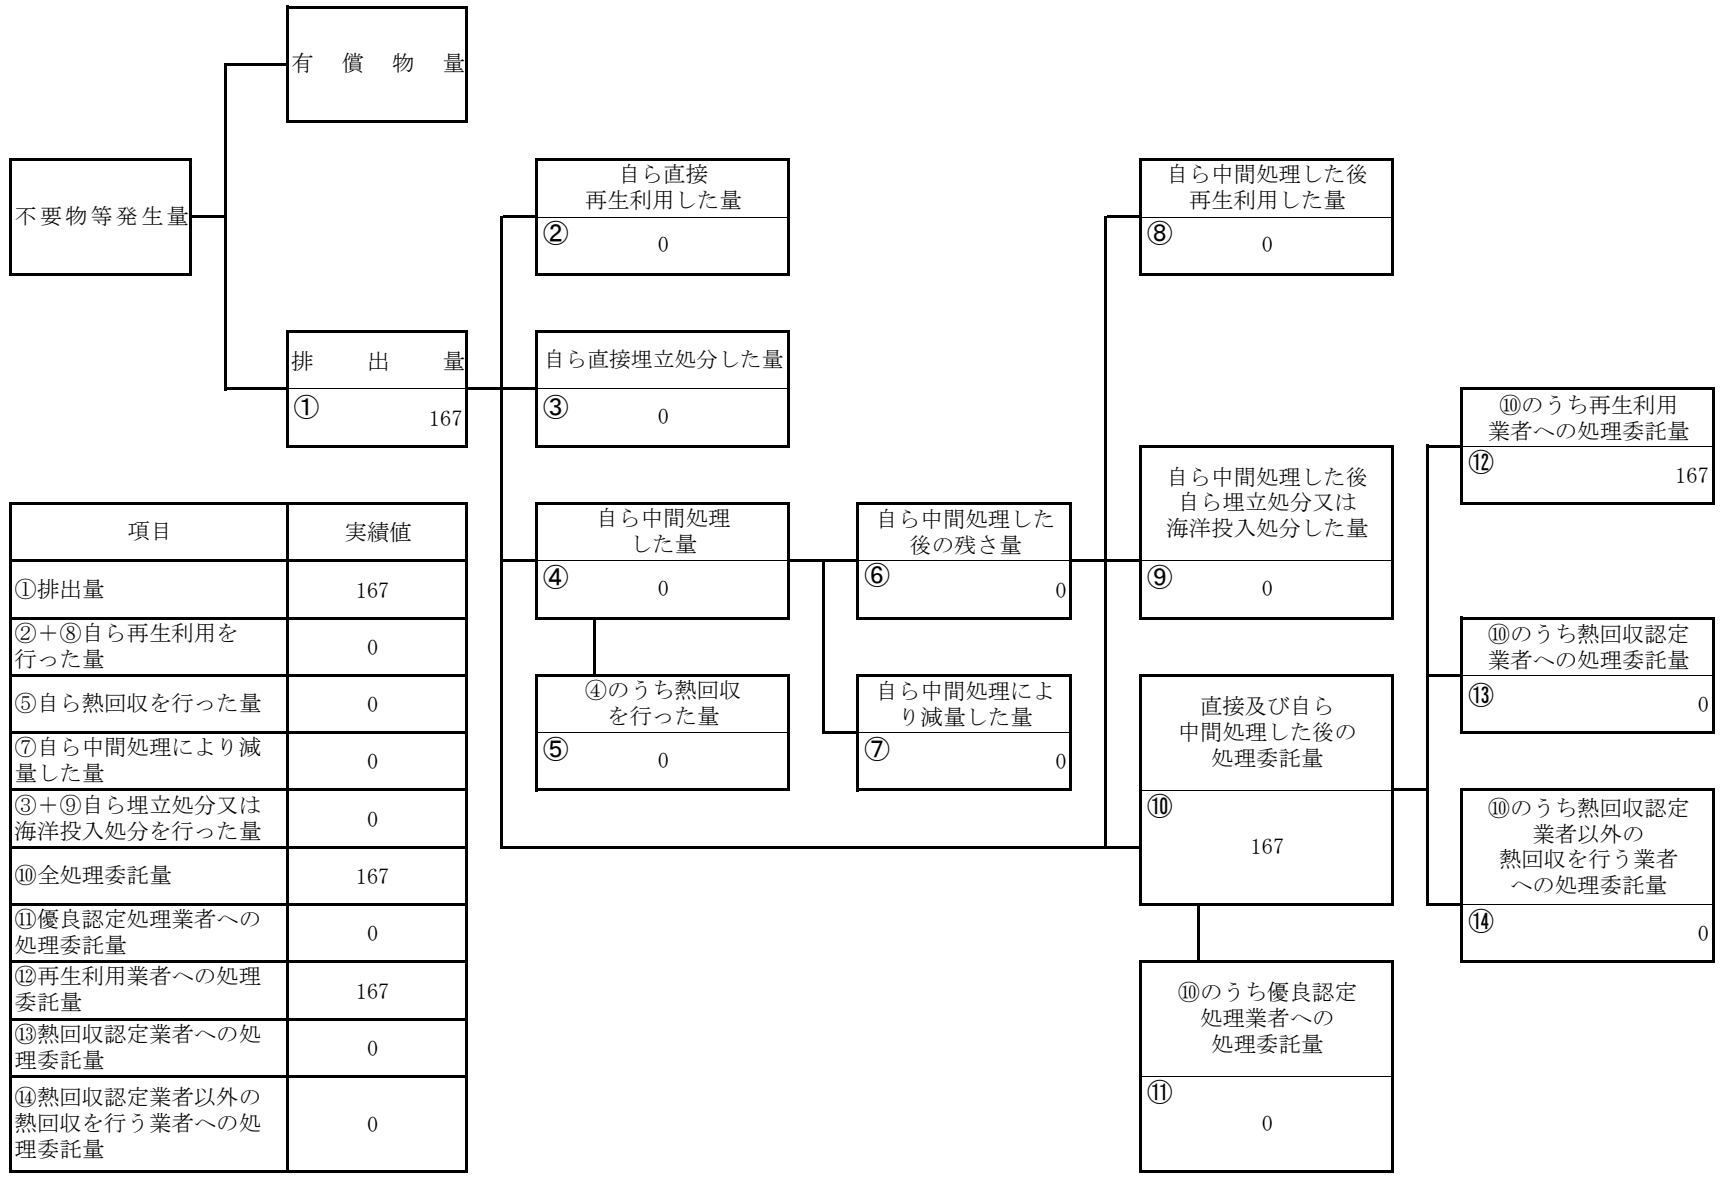 有償物量
不要物等発生量
自ら直接
再生利用した量
②
0
自ら中間処理した後
再生利用した量
⑧
0
排出量
①
167
自ら直接埋立処分した量
③
0
⑩のうち再生利用
業者への処理委託量
⑫
167
自ら中間処理
した量
④
0
自ら中間処理した
後の残さ量
⑥
0
自ら中間処理した後
自ら埋立処分又は
海洋投入処分した量
⑨
0
⑩のうち熱回収認定
業者への処理委託量
⑬
0
④のうち熱回収
を行った量
⑤
0
自ら中間処理によ
り減量した量
⑦
0
直接及び自ら
中間処理した後の
処理委託量
⑩
167
⑩のうち熱回収認定
業者以外の
熱回収を行う業者
への処理委託量
⑭
0
⑩のうち優良認定
処理業者への
処理委託量
⑪
0
項目 実績値
①排出量 167
②＋⑧自ら再生利用を
行った量 0
⑤自ら熱回収を行った量 0
⑦自ら中間処理により減
量した量 0
③＋⑨自ら埋立処分又は
海洋投入処分を行った量 0
⑩全処理委託量 167
⑪優良認定処理業者への
処理委託量 0
⑫再生利用業者への処理
委託量 167
⑬熱回収認定業者への処
理委託量 0
⑭熱回収認定業者以外の
熱回収を行う業者への処
理委託量 0